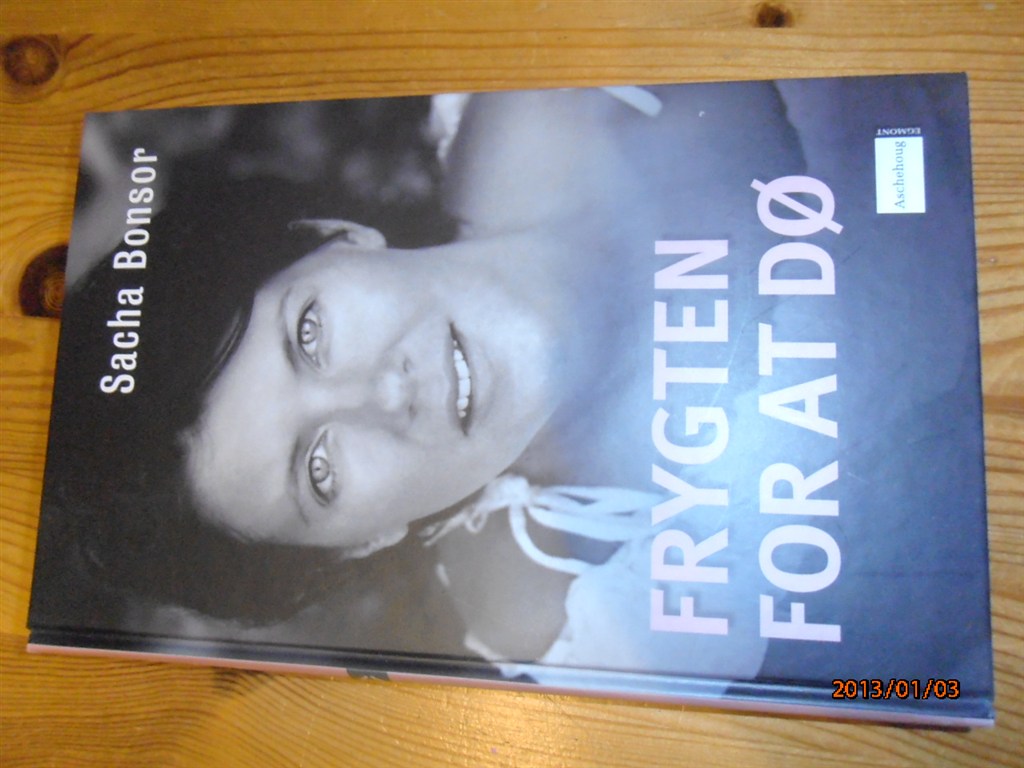 Sacha Bonsor
FRYGTEN
FOR AT DØ
Aschehoug
EGMONT
2013/01/03